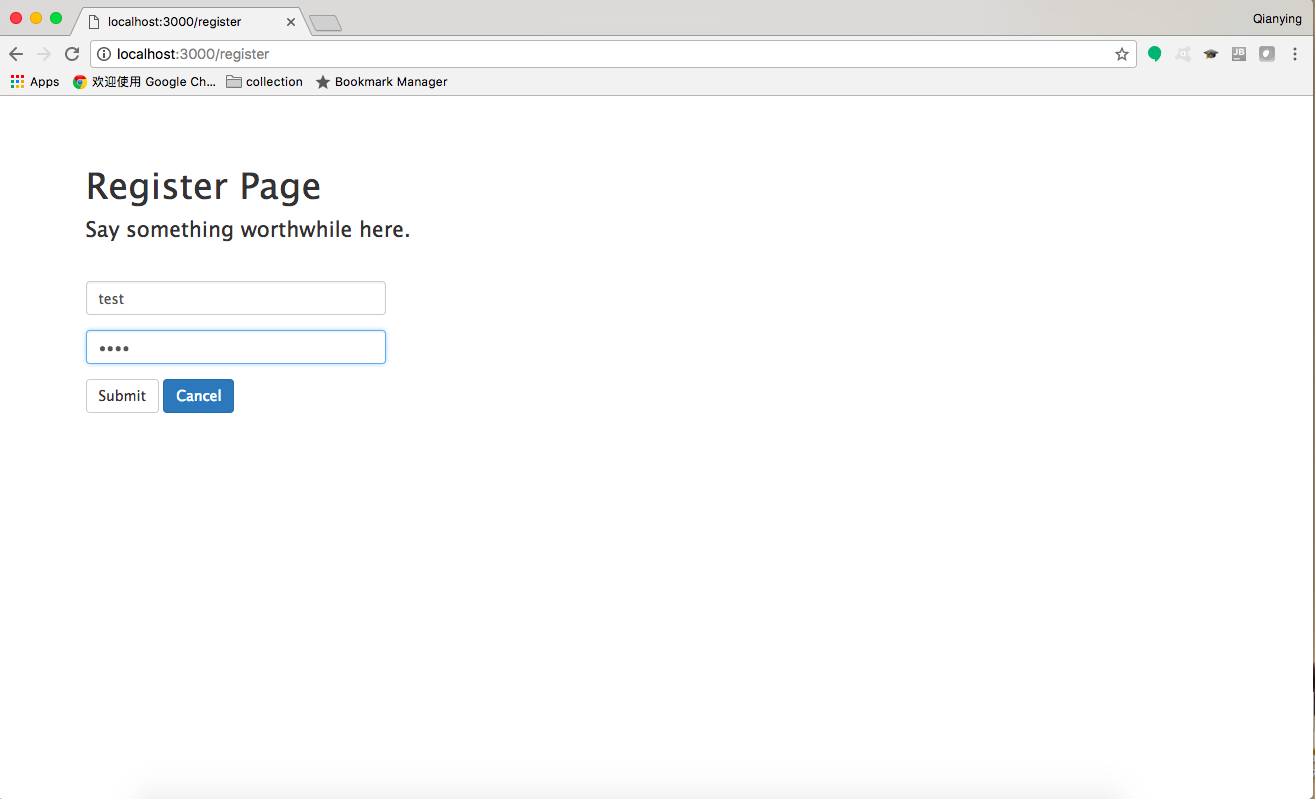 localhost:3000/register
Qianying
localhost:3000/register
Apps
欢迎使用 Google Ch...
collection
Bookmark Manager
JB
Register Page
Say something worthwhile here.
test
••••
Submit
Cancel